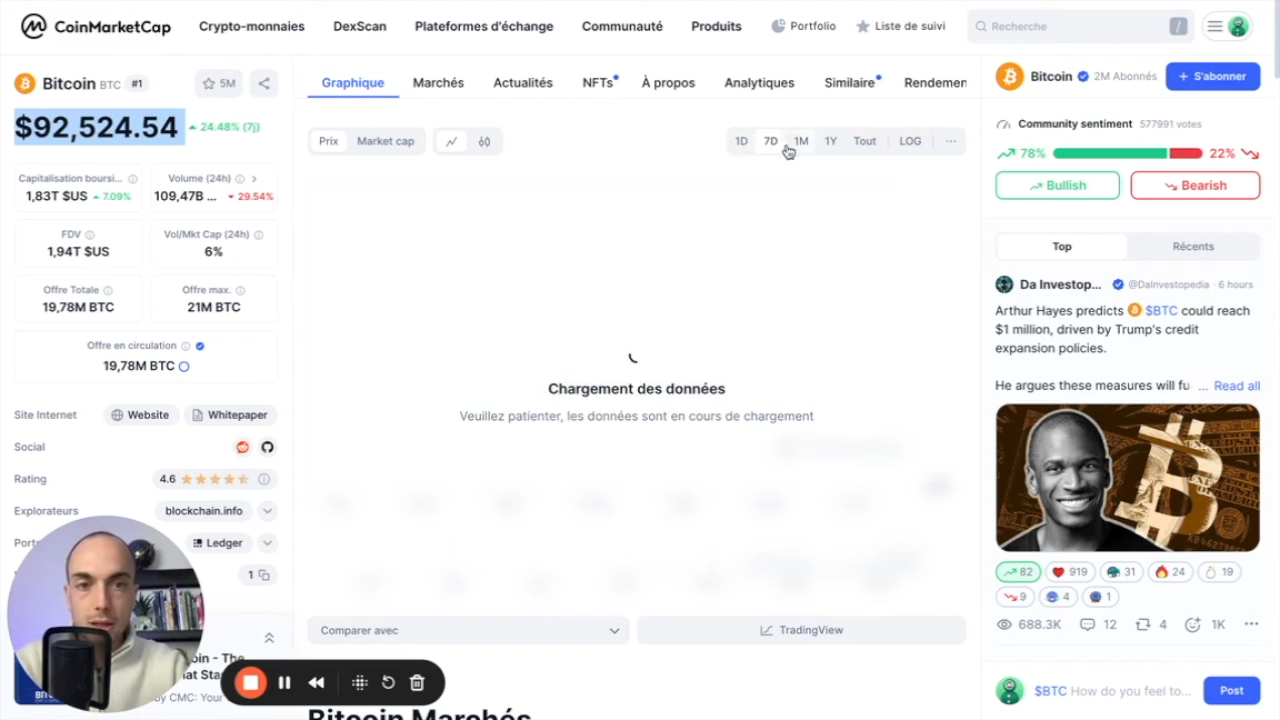 CoinMarketCap
Crypto-monnaies
DexScan
Plateformes d'échange
Communauté
Produits
Portfolio
Liste de suivi
Recherche
/
Bitcoin BTC #1
5M
$92,524.54
24.48% (7j)
Capitalisation boursi...
1,83T $US 7.09%
Volume (24h)
109,47B ... 29.54%
FDV
1,94T $US
Vol/Mkt Cap (24h)
6%
Offre Totale
19,78M BTC
Offre max.
21M BTC
Offre en circulation
19,78M BTC
Site Internet
Website
Whitepaper
Social
Rating
4.6
Explorateurs
blockchain.info
Ledger
1
by CMC:
Graphique
Marchés
Actualités
NFTs
À propos
Analytiques
Similaire
Rendemen
Prix
Market cap
1D
7D
1M
1Y
Tout
LOG
...
Chargement des données
Veuillez patienter, les données sont en cours de chargement
Comparer avec
TradingView
Bitcoin Marchés
Bitcoin
2M Abonnés
+ S'abonner
Community sentiment 577991 votes
78%
22%
Bullish
Bearish
Top
Récents
Da Investop... @DaInvestopedia · 6 hours
Arthur Hayes predicts $BTC could reach
$1 million, driven by Trump's credit
expansion policies.
He argues these measures will fu ... Read all
82
919
31
24
19
9
4
1
688.3K
12
4
1K
...
$BTC How do you feel to...
Post